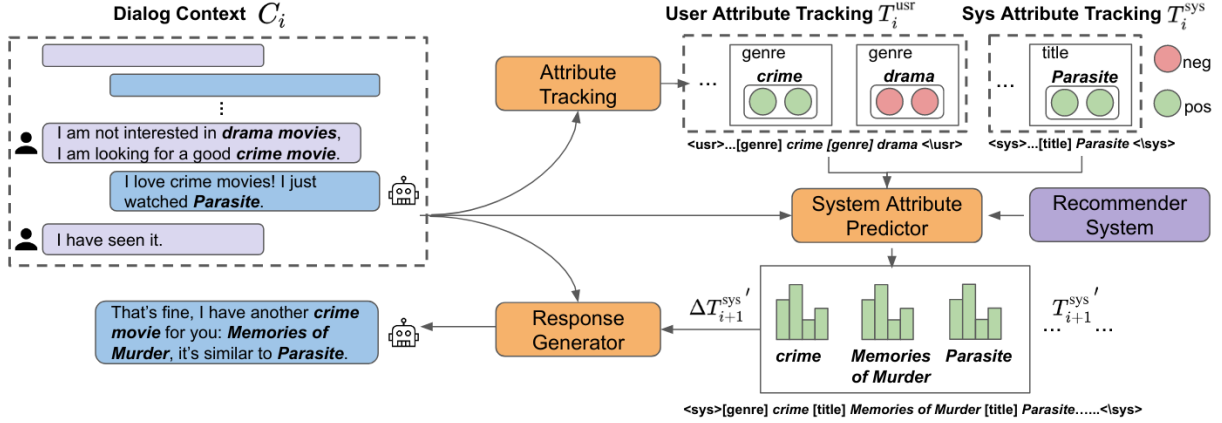 Dialog Context C_i
User Attribute Tracking T_i^usr
Sys Attribute Tracking T_i^sys
I am not interested in drama movies,
I am looking for a good crime movie.
I love crime movies! I just
watched Parasite.
I have seen it.
That's fine, I have another crime
movie for you: Memories of
Murder, it's similar to Parasite.
Attribute
Tracking
...
genre
crime
genre
drama
...
title
Parasite
neg
pos
<usr>...[genre] crime [genre] drama <\usr>
<sys>...[title] Parasite <\sys>
System Attribute
Predictor
Recommender
System
Response
Generator
ΔT_{i+1}^{sys}′
crime
Memories
of Murder
Parasite
T_{i+1}^{sys}′
... ...
<sys>[genre] crime [title] Memories of Murder [title] Parasite......<\sys>